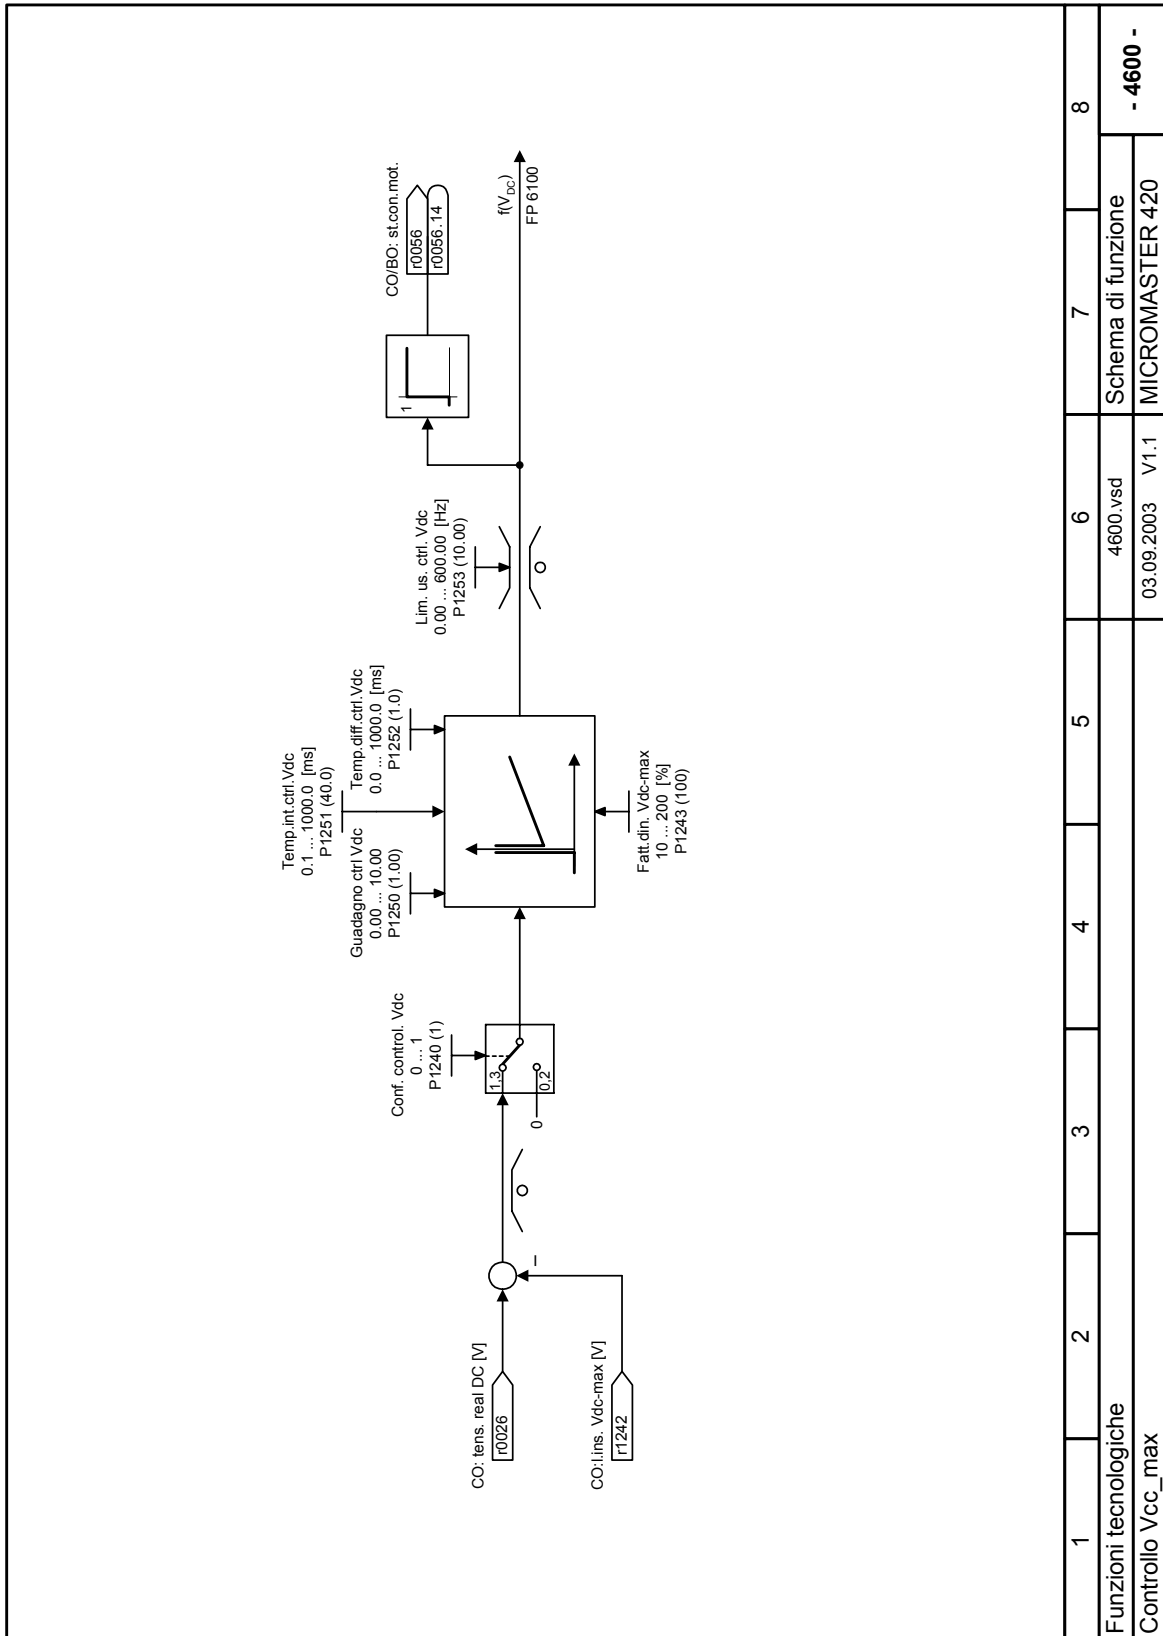 CO: tens. real DC [V]
r0026
CO:l.ins. Vdc-max [V]
r1242
–
Conf. control. Vdc
0 ... 1
P1240 (1)
1,3
0,2
0
Guadagno ctrl Vdc
0.00 ... 10.00
P1250 (1.00)
Temp.int.ctrl.Vdc
0.1 ... 1000.0 [ms]
P1251 (40.0)
Temp.diff.ctrl.Vdc
0.0 ... 1000.0 [ms]
P1252 (1.0)
Fatt.din. Vdc-max
10 ... 200 [%]
P1243 (100)
Lim. us. ctrl. Vdc
0.00 ... 600.00 [Hz]
P1253 (10.00)
1
CO/BO: st.con.mot.
r0056
r0056.14
f(VDC)
FP 6100
1 2 3 4 5 6 7 8
Funzioni tecnologiche 4600.vsd Schema di funzione - 4600 -
Controllo Vcc_max 03.09.2003 V1.1 MICROMASTER 420